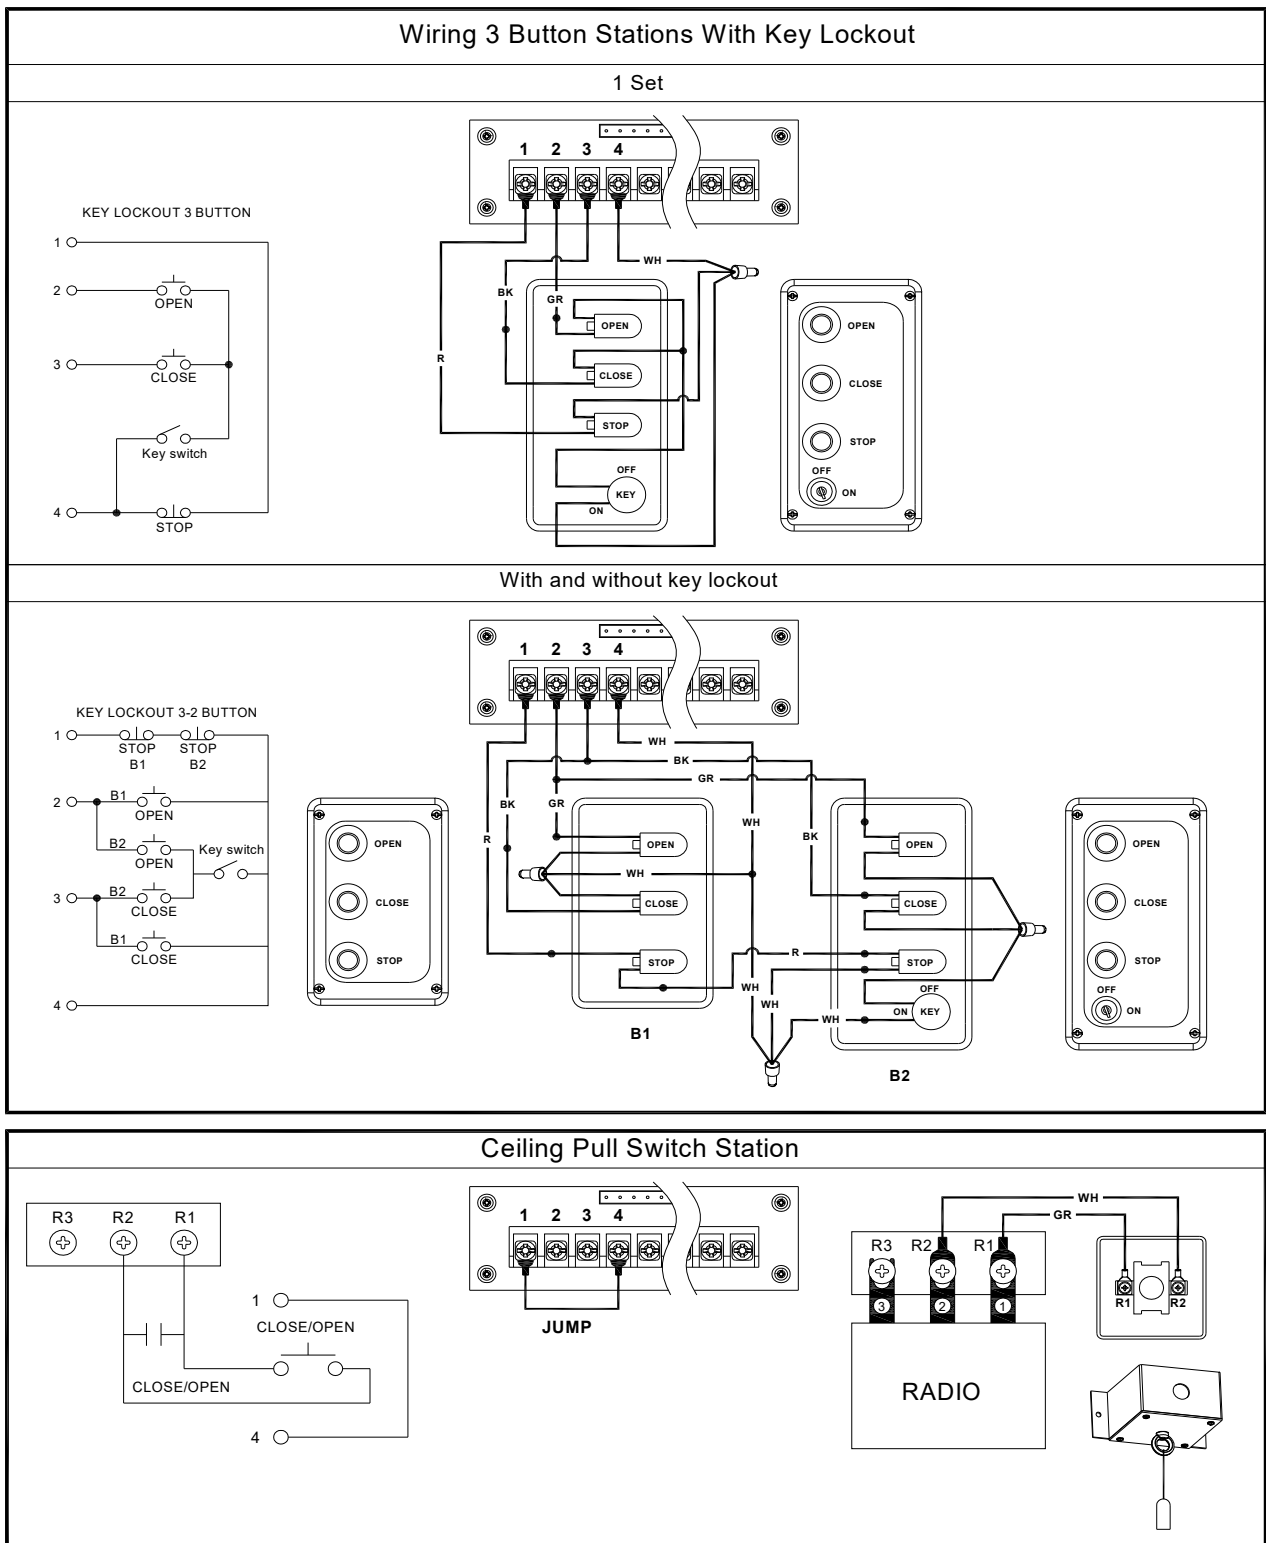 Wiring 3 Button Stations With Key Lockout
1 Set
1 2 3 4
KEY LOCKOUT 3 BUTTON
1
2
OPEN
3
CLOSE
Key switch
4
STOP
WH
BK
GR
R
OPEN
CLOSE
STOP
OFF
KEY
ON
OPEN
CLOSE
STOP
OFF
ON
With and without key lockout
1 2 3 4
KEY LOCKOUT 3-2 BUTTON
1
STOP STOP
B1 B2
2
B1
OPEN
B2
OPEN
Key switch
3
B2
CLOSE
B1
CLOSE
4
OPEN
CLOSE
STOP
WH
BK
GR
BK
GR
R
WH
BK
OPEN
WH
CLOSE
STOP
R
WH
WH
WH
B1
OPEN
CLOSE
STOP
OFF
ON
KEY
B2
OPEN
CLOSE
STOP
OFF
ON
Ceiling Pull Switch Station
R3 R2 R1
1
CLOSE/OPEN
CLOSE/OPEN
4
1 2 3 4
JUMP
WH
GR
R3 R2 R1
3 2 1
RADIO
R1 R2